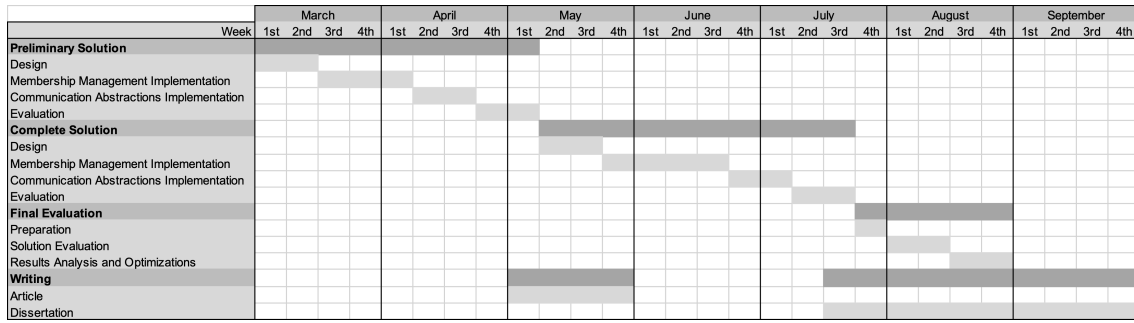 March April May June July August September
Week 1st 2nd 3rd 4th 1st 2nd 3rd 4th 1st 2nd 3rd 4th 1st 2nd 3rd 4th 1st 2nd 3rd 4th 1st 2nd 3rd 4th 1st 2nd 3rd 4th
Preliminary Solution
Design
Membership Management Implementation
Communication Abstractions Implementation
Evaluation
Complete Solution
Design
Membership Management Implementation
Communication Abstractions Implementation
Evaluation
Final Evaluation
Preparation
Solution Evaluation
Results Analysis and Optimizations
Writing
Article
Dissertation